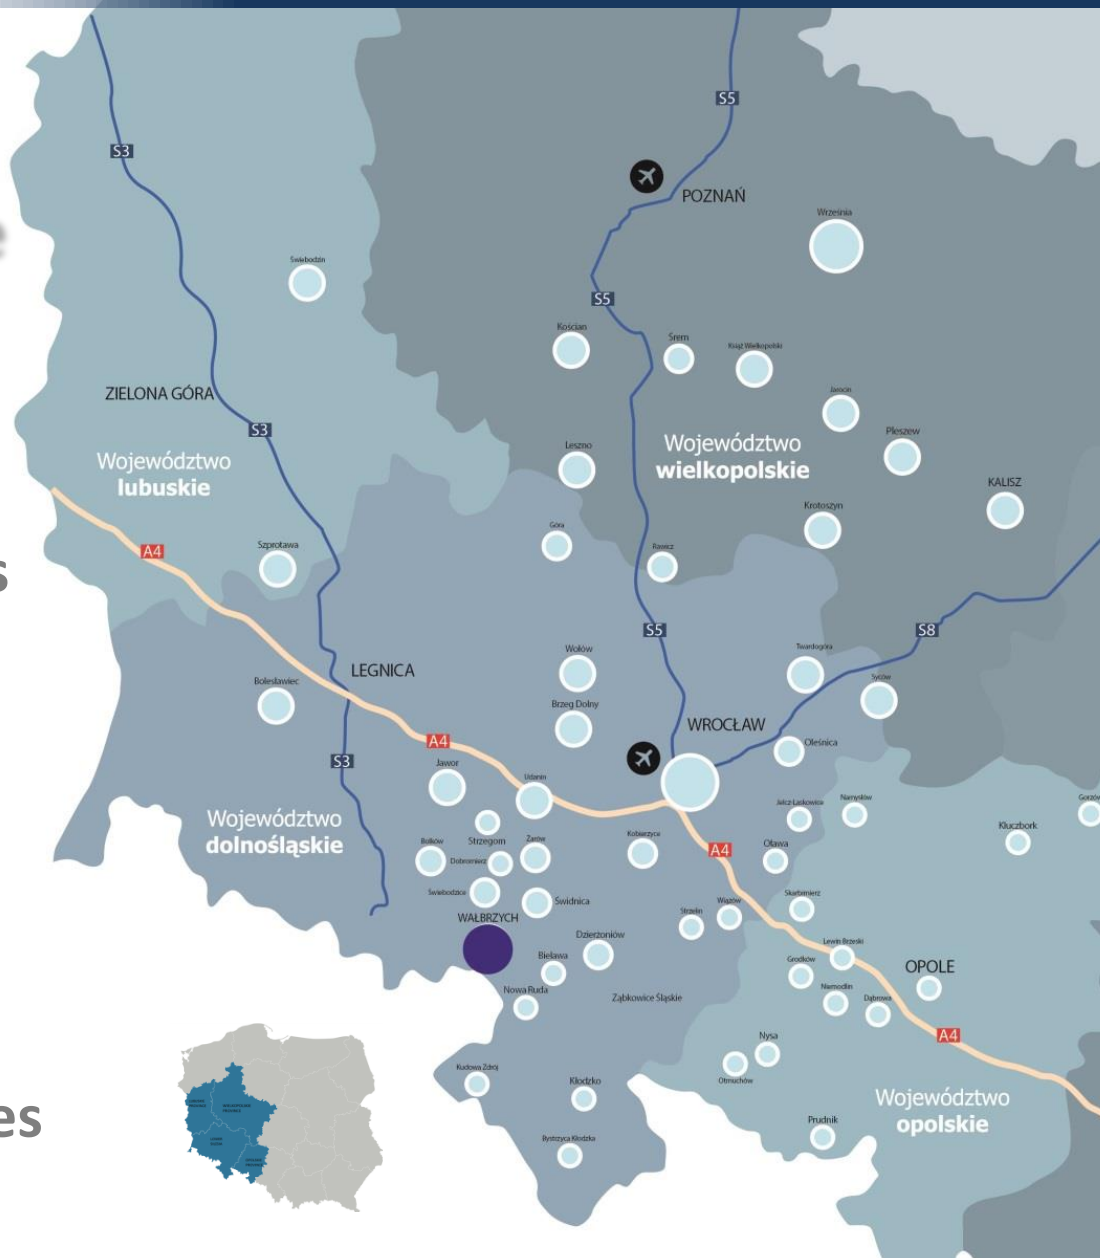 S5
S3
POZNAŃ
Września
e
Świebodzin
S5
Kościan
Śrem
Książ Wielkopolski
ZIELONA GÓRA
Jarocin
S3
Pleszew
Województwo
wielkopolskie
Leszno
Województwo
lubuskie
KALISZ
Krotoszyn
Góra
A4
Szprotawa
Rawicz
s
S5
S8
Wołów
Twardogóra
LEGNICA
Bolesławiec
Syców
Brzeg Dolny
WROCŁAW
A4
Oleśnica
S3
Jawor
Udanin
Jelcz-Laskowice
Namysłów
Gorzów
Województwo
dolnośląskie
Kluczbork
Strzegom
Żarów
Bolków
Kobierzyce
Oława
A4
Dobromierz
Świebodzice
Świdnica
Skarbimierz
Wiązów
Strzelin
WAŁBRZYCH
Dzierżoniów
Lewin Brzeski
Bielawa
Grodków
OPOLE
Nowa Ruda
Niemodlin
Dąbrowa
Ząbkowice Śląskie
A4
Nysa
Kudowa Zdrój
Kłodzko
Otmuchów
Województwo
opolskie
es
Prudnik
Bystrzyca Kłodzka